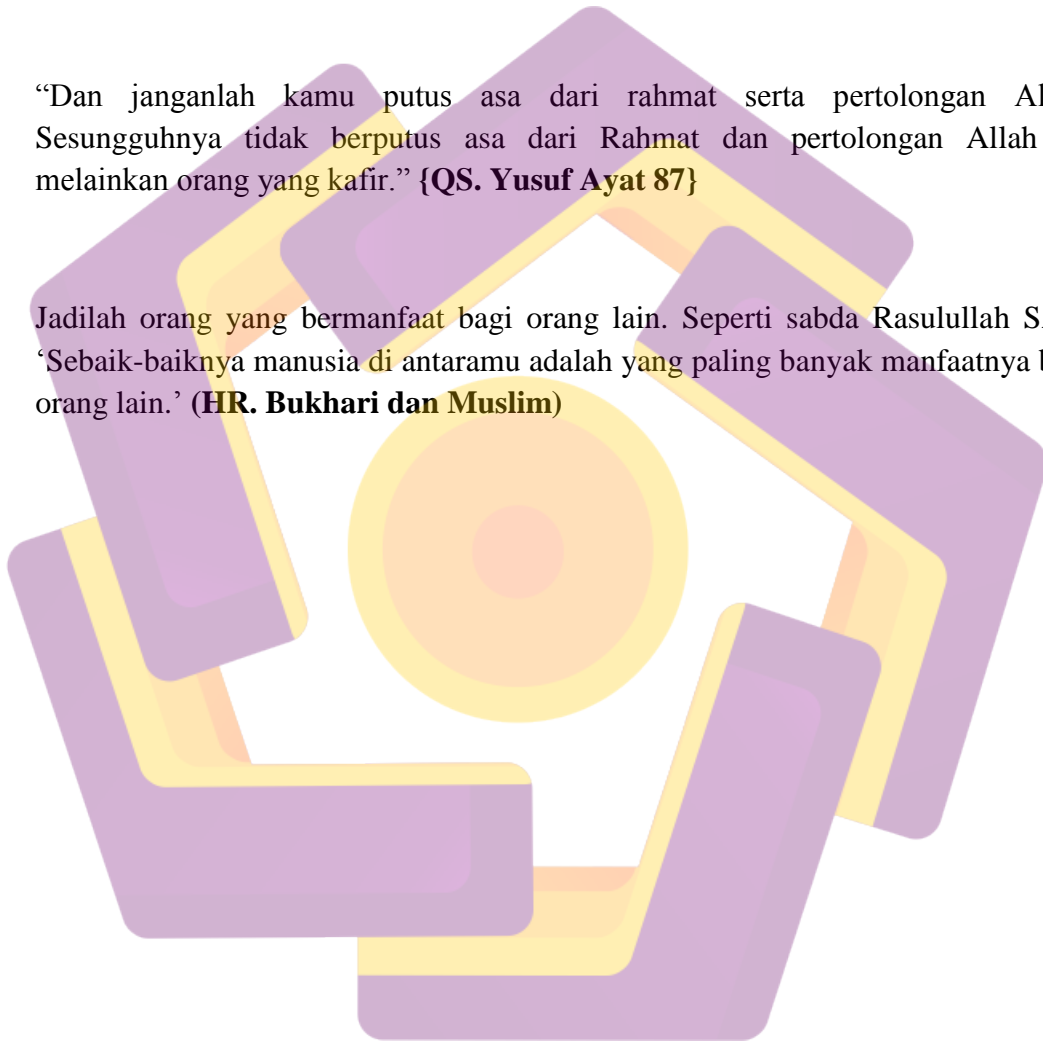 “Dan janganlah kamu putus asa dari rahmat serta pertolongan
Sesungguhnya tidak berputus asa dari Rahmat dan pertolongan Allah
melainkan orang yang kafir.” {QS. Yusuf Ayat 87}
Jadilah orang yang bermanfaat bagi orang lain. Seperti sabda Rasulullah
‘Sebaik-baiknya manusia di antaramu adalah yang paling banyak manfaatnya
orang lain.’ (HR. Bukhari dan Muslim)